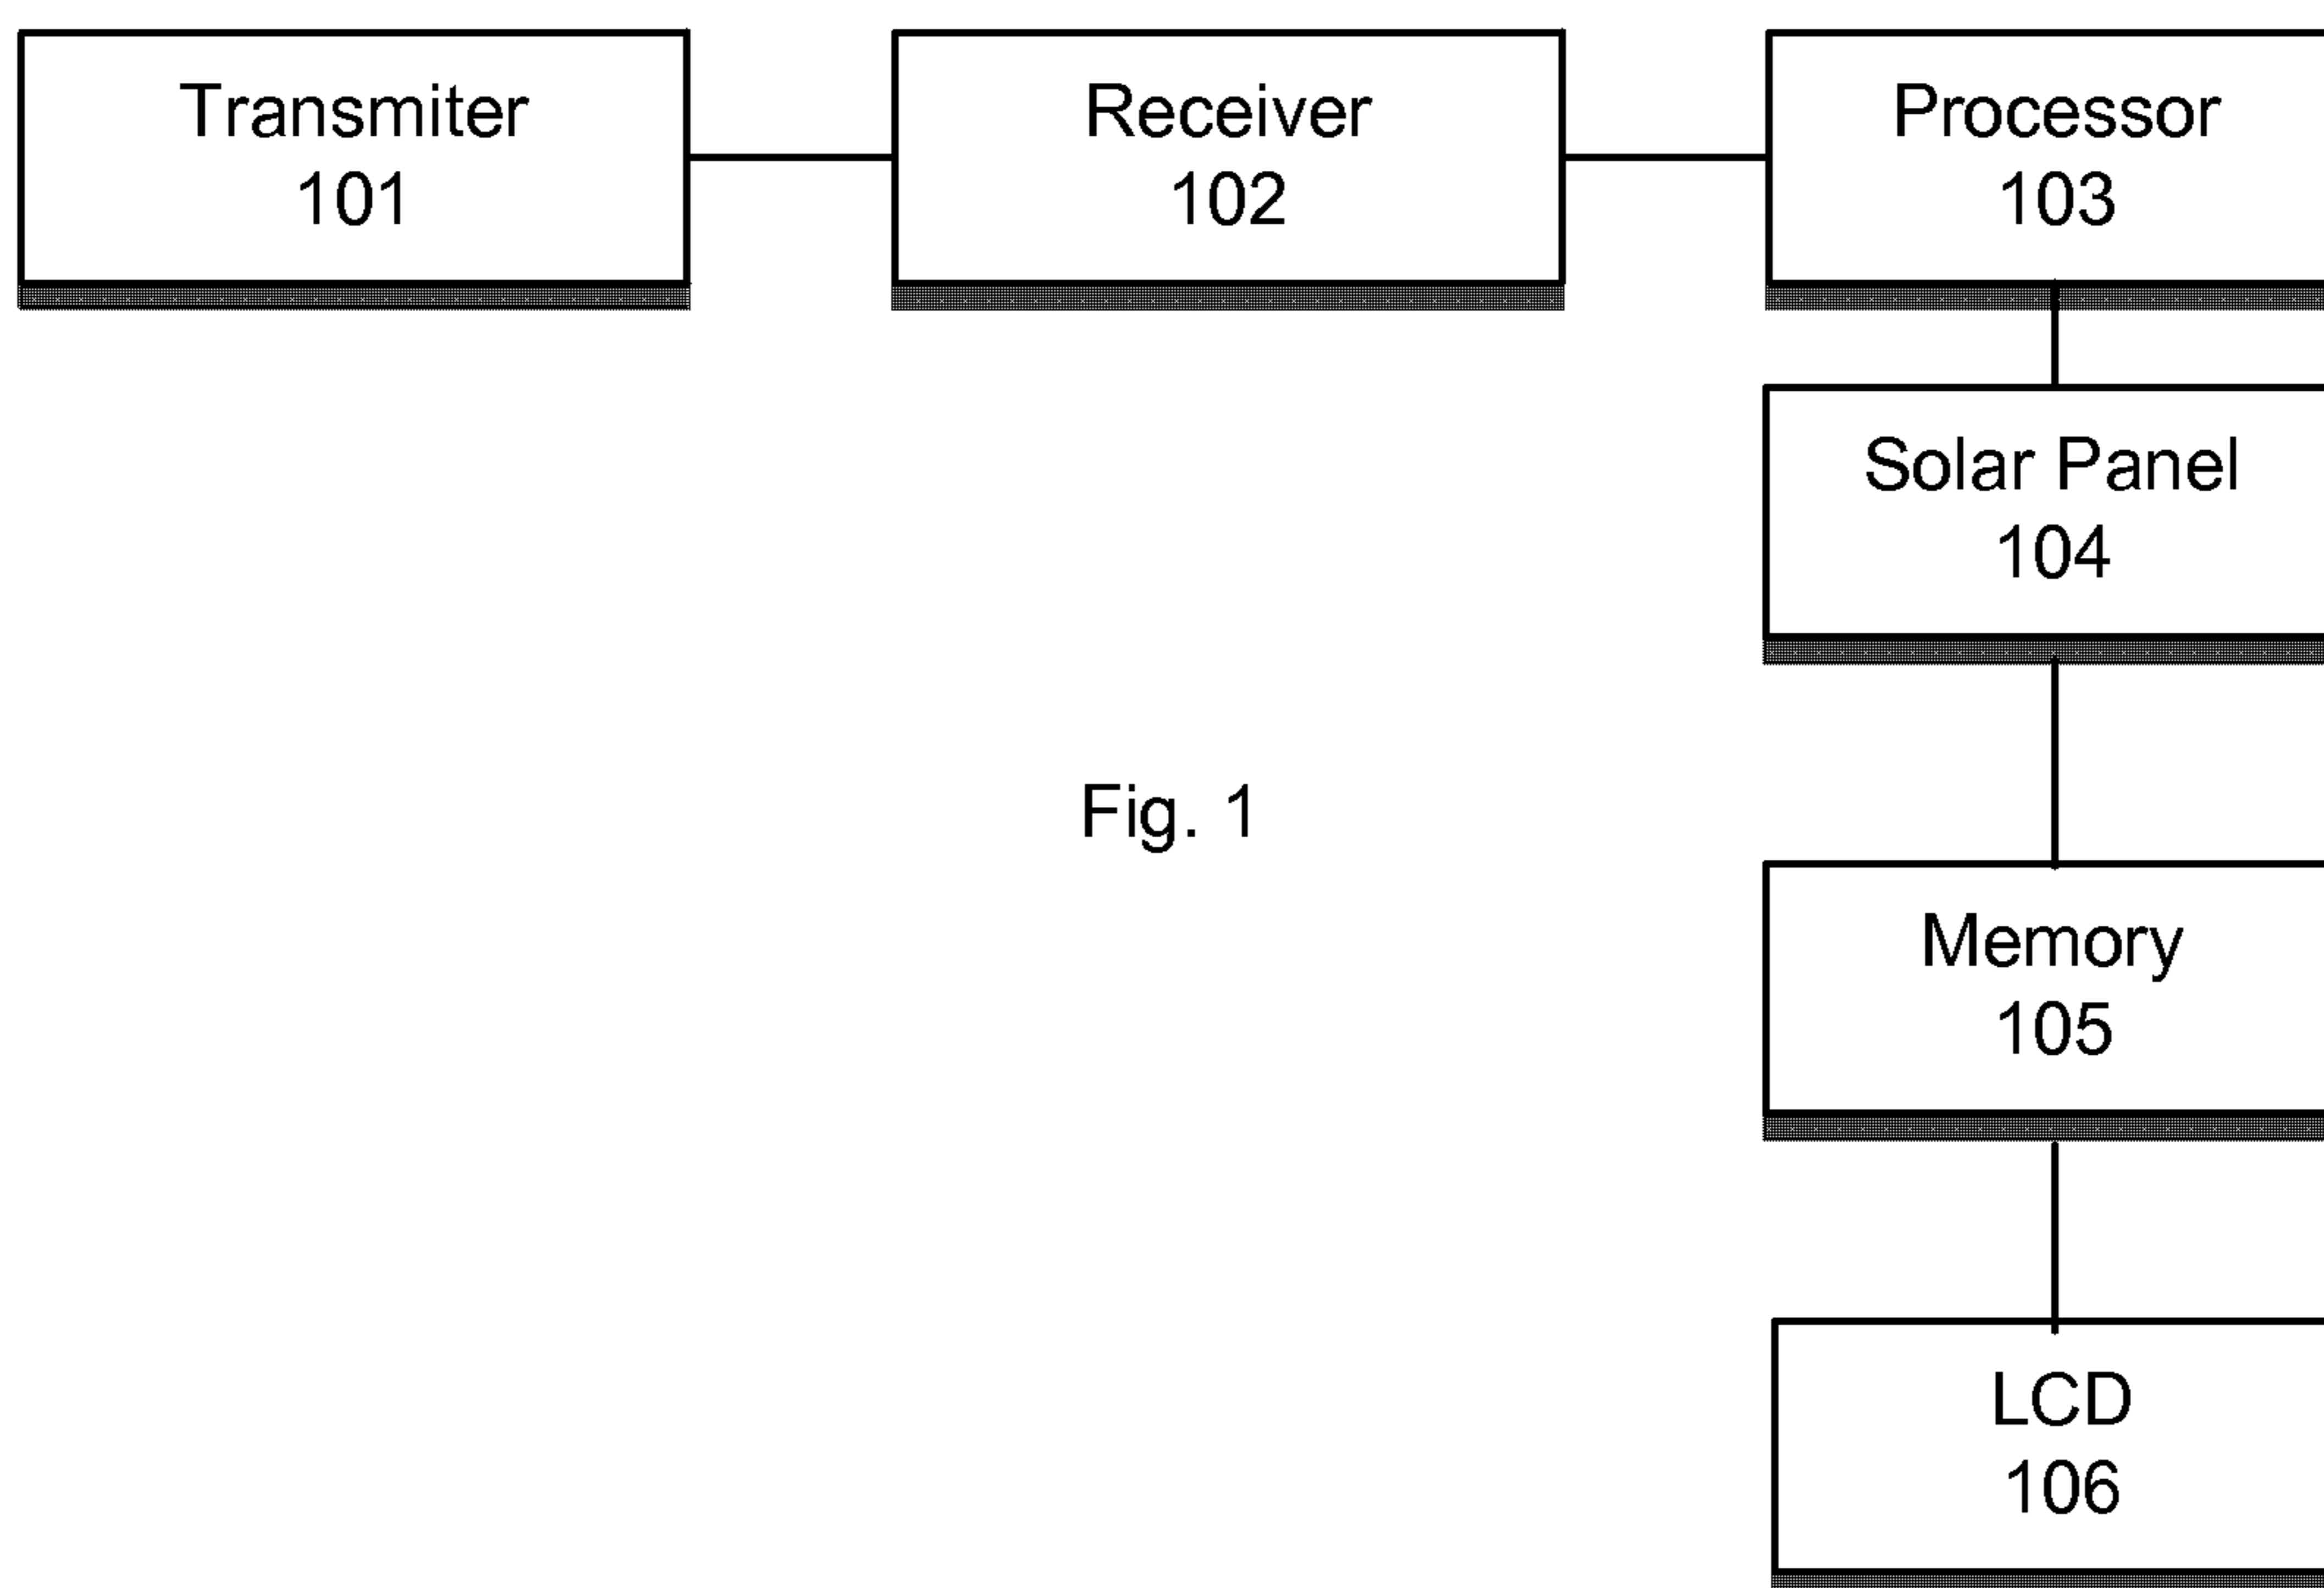 Transmiter
101
Receiver
102
Processor
103
Solar Panel
104
Fig. 1
Memory
105
LCD
106